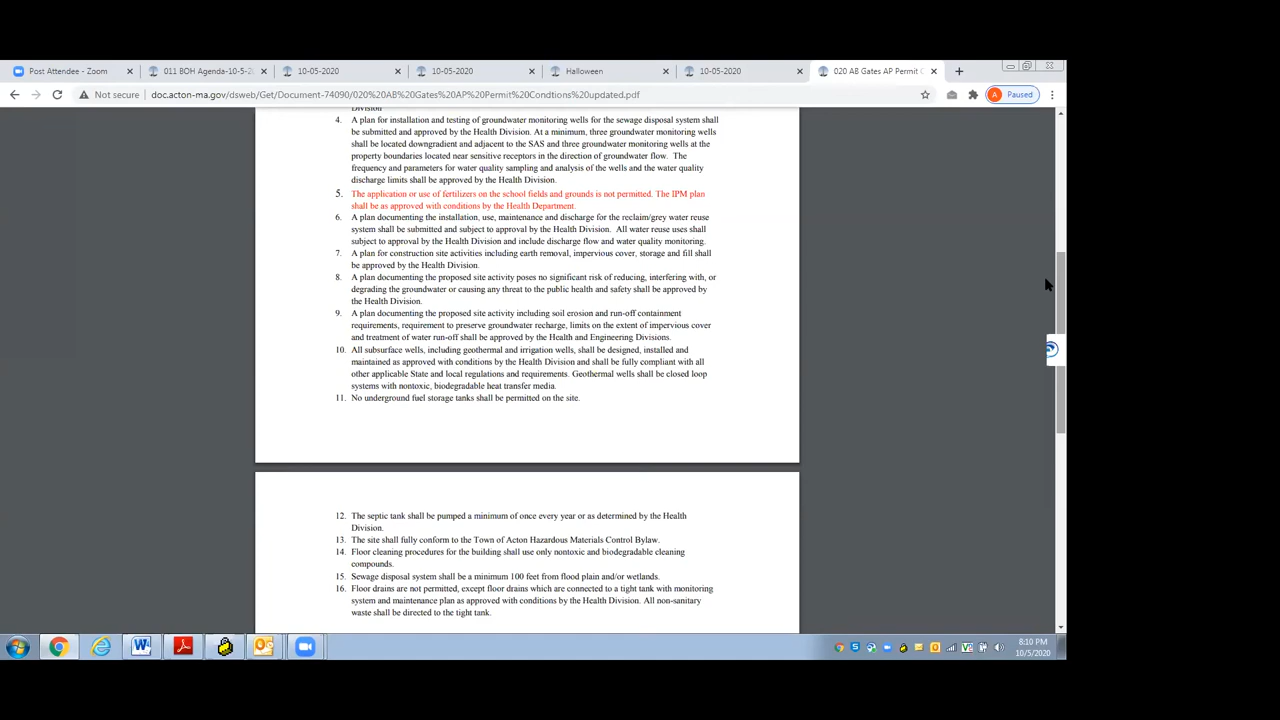 Post Attendee - Zoom
011 BOH Agenda-10-5-2
10-05-2020
10-05-2020
Halloween
10-05-2020
020 AB Gates AP Permit C
Not secure
doc.acton-ma.gov/dsweb/Get/Document-74090/020%20AB%20Gates%20AP%20Permit%20Condtions%20updated.pdf
Paused
Division
4. A plan for installation and testing of groundwater monitoring wells for the sewage disposal system shall
be submitted and approved by the Health Division. At a minimum, three groundwater monitoring wells
shall be located downgradient and adjacent to the SAS and three groundwater monitoring wells at the
property boundaries located near sensitive receptors in the direction of groundwater flow. The
frequency and parameters for water quality sampling and analysis of the wells and the water quality
discharge limits shall be approved by the Health Division.
5. The application or use of fertilizers on the school fields and grounds is not permitted. The IPM plan
shall be as approved with conditions by the Health Department.
6. A plan documenting the installation, use, maintenance and discharge for the reclaim/grey water reuse
system shall be submitted and subject to approval by the Health Division. All water reuse uses shall
subject to approval by the Health Division and include discharge flow and water quality monitoring.
7. A plan for construction site activities including earth removal, impervious cover, storage and fill shall
be approved by the Health Division.
8. A plan documenting the proposed site activity poses no significant risk of reducing, interfering with, or
degrading the groundwater or causing any threat to the public health and safety shall be approved by
the Health Division.
9. A plan documenting the proposed site activity including soil erosion and run-off containment
requirements, requirement to preserve groundwater recharge, limits on the extent of impervious cover
and treatment of water run-off shall be approved by the Health and Engineering Divisions.
10. All subsurface wells, including geothermal and irrigation wells, shall be designed, installed and
maintained as approved with conditions by the Health Division and shall be fully compliant with all
other applicable State and local regulations and requirements. Geothermal wells shall be closed loop
systems with nontoxic, biodegradable heat transfer media.
11. No underground fuel storage tanks shall be permitted on the site.
12. The septic tank shall be pumped a minimum of once every year or as determined by the Health
Division.
13. The site shall fully conform to the Town of Acton Hazardous Materials Control Bylaw.
14. Floor cleaning procedures for the building shall use only nontoxic and biodegradable cleaning
compounds.
15. Sewage disposal system shall be a minimum 100 feet from flood plain and/or wetlands.
16. Floor drains are not permitted, except floor drains which are connected to a tight tank with monitoring
system and maintenance plan as approved with conditions by the Health Division. All non-sanitary
waste shall be directed to the tight tank.
8:10 PM
10/5/2020